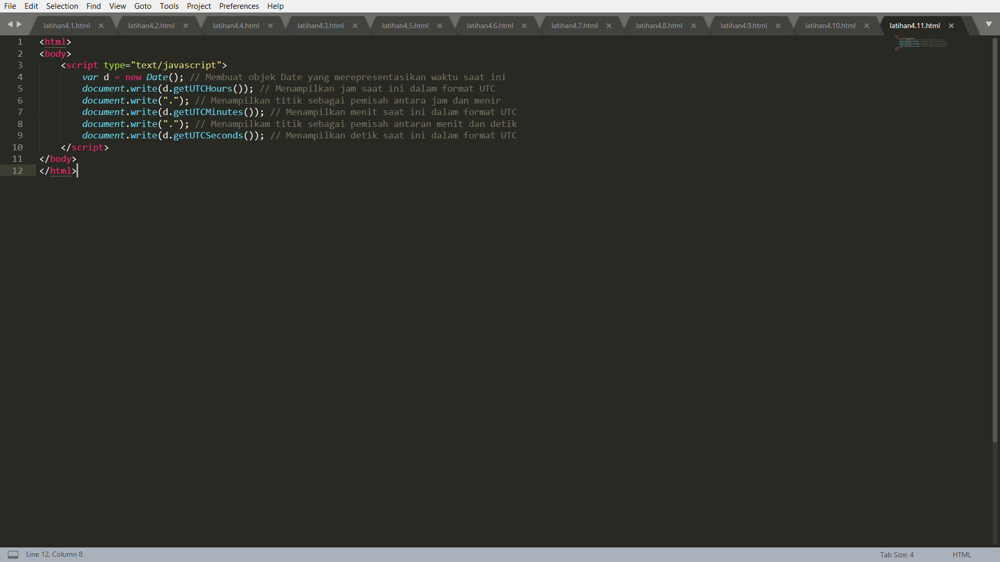 File Edit Selection Find View Goto Tools Project Preferences Help
latihan4.1.html × latihan4.2.html × latihan4.4.html × latihan4.3.html × latihan4.5.html × latihan4.6.html × latihan4.7.html × latihan4.8.html × latihan4.9.html × latihan4.10.html × latihan4.11.html ×
1 <html>
2 <body>
3     <script type="text/javascript">
4         var d = new Date(); // Membuat objek Date yang merepresentasikan waktu saat ini
5         document.write(d.getUTCHours()); // Menampilkan jam saat ini dalam format UTC
6         document.write("."); // Menampilkan titik sebagai pemisah antara jam dan menir
7         document.write(d.getUTCMinutes()); // Menampilkan menit saat ini dalam format UTC
8         document.write("."); // Menampilkam titik sebagai pemisah antaran menit dan detik
9         document.write(d.getUTCSeconds()); // Menampilkan detik saat ini dalam format UTC
10     </script>
11 </body>
12 </html>
Line 12, Column 8 Tab Size: 4 HTML